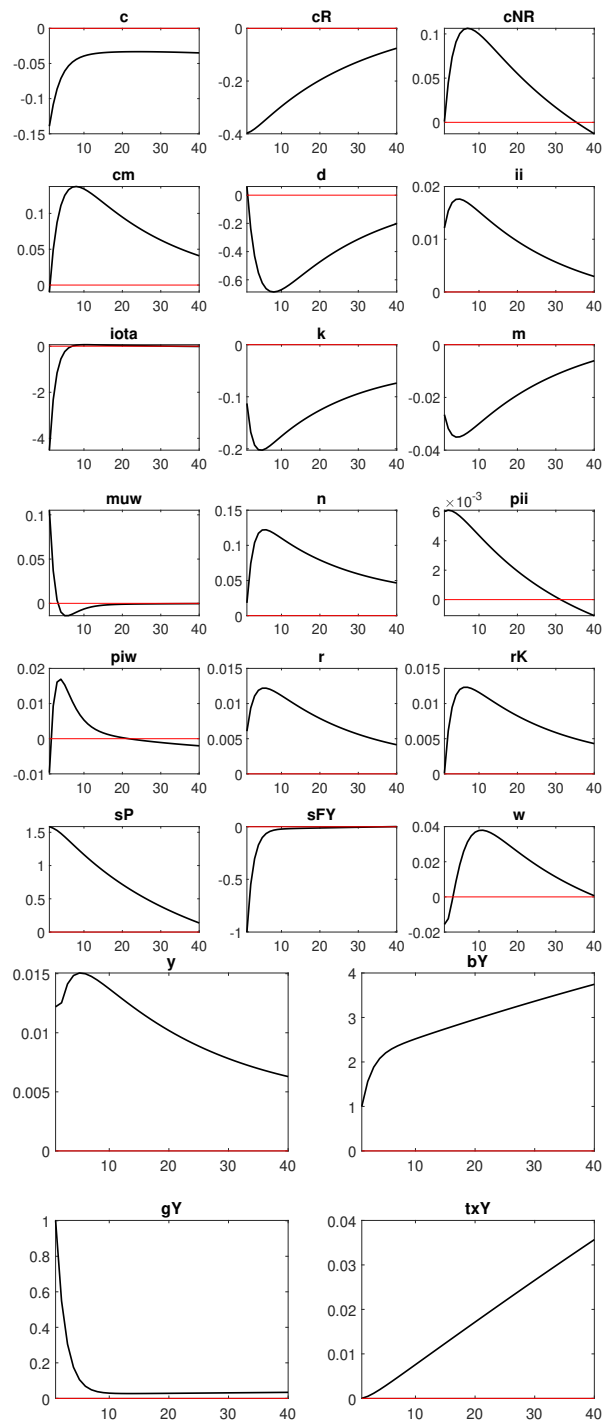 c
0
-0.05
-0.1
-0.15
10 20 30 40
cR
0
-0.2
-0.4
10 20 30 40
cNR
0.1
0.05
0
10 20 30 40
cm
0.1
0.05
0
10 20 30 40
d
0
-0.2
-0.4
-0.6
10 20 30 40
ii
0.02
0.01
0
10 20 30 40
iota
0
-2
-4
10 20 30 40
k
0
-0.1
-0.2
10 20 30 40
m
0
-0.02
-0.04
10 20 30 40
muw
0.1
0.05
0
10 20 30 40
n
0.15
0.1
0.05
0
10 20 30 40
pii
×10^-3
6
4
2
0
10 20 30 40
piw
0.02
0.01
0
-0.01
10 20 30 40
r
0.015
0.01
0.005
0
10 20 30 40
rK
0.015
0.01
0.005
0
10 20 30 40
sP
1.5
1
0.5
0
10 20 30 40
sFY
0
-0.5
-1
10 20 30 40
w
0.04
0.02
0
-0.02
10 20 30 40
y
0.015
0.01
0.005
0
10 20 30 40
bY
4
3
2
1
0
10 20 30 40
gY
1
0.8
0.6
0.4
0.2
0
10 20 30 40
txY
0.04
0.03
0.02
0.01
0
10 20 30 40